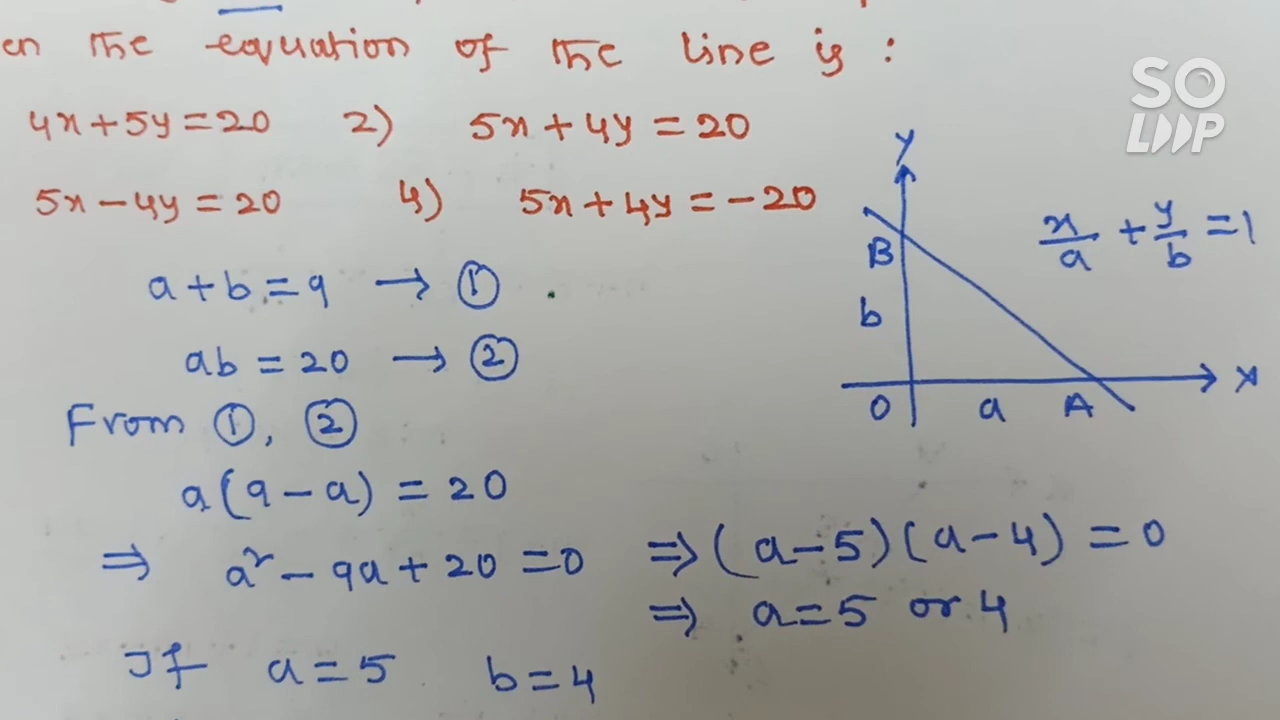 en the equation of the line is :
4x+5y=20 2) 5x+4y=20
5x-4y=20 4) 5x+4y=-20
a+b=9 → ①
ab=20 → ②
From ①, ②
a(9-a)=20
⇒ a²-9a+20=0 ⇒ (a-5)(a-4)=0
⇒ a=5 or 4
If a=5 b=4
Y
B
b
O a A X
x/a + y/b = 1
SO
LOOP